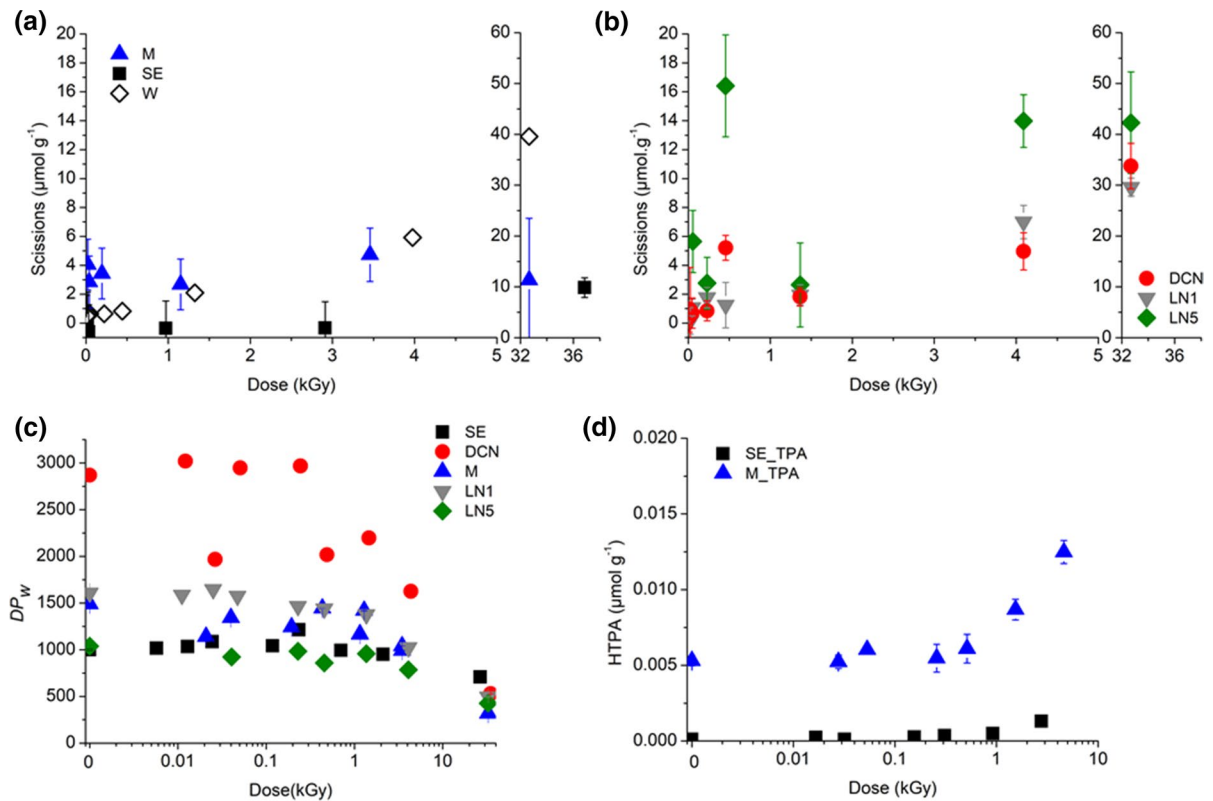 (a)
M
SE
W
Scissions (µmol g⁻¹)
20
18
16
14
12
10
8
6
4
2
0
0 1 2 3 4 5
Dose (kGy)
60
50
40
30
20
10
0
32 36
(b)
Scissions (µmol.g⁻¹)
20
18
16
14
12
10
8
6
4
2
0
0 1 2 3 4 5
Dose (kGy)
60
50
40
30
20
10
0
32 36
DCN
LN1
LN5
(c)
SE
DCN
M
LN1
LN5
DPw
3000
2500
2000
1500
1000
500
0
0 0.01 0.1 1 10
Dose(kGy)
(d)
SE_TPA
M_TPA
HTPA (µmol g⁻¹)
0.020
0.015
0.010
0.005
0.000
0 0.01 0.1 1 10
Dose (kGy)